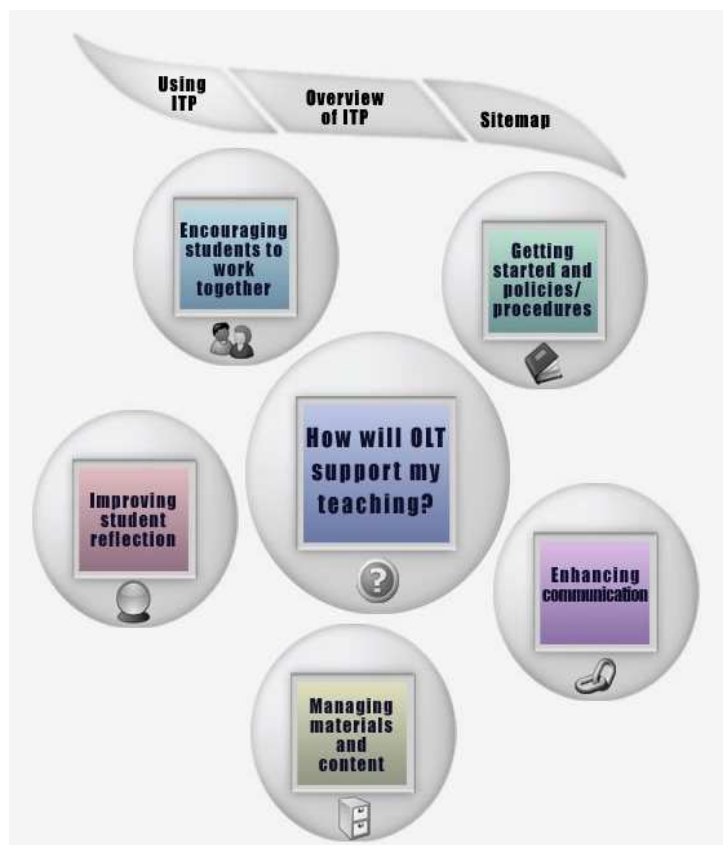 Using
ITP
Overview
of ITP
Sitemap
Encouraging
students to
work
together
Getting
started and
policies/
procedures
How will OLT
support my
teaching?
Improving
student
reflection
Enhancing
communication
Managing
materials
and
content
?